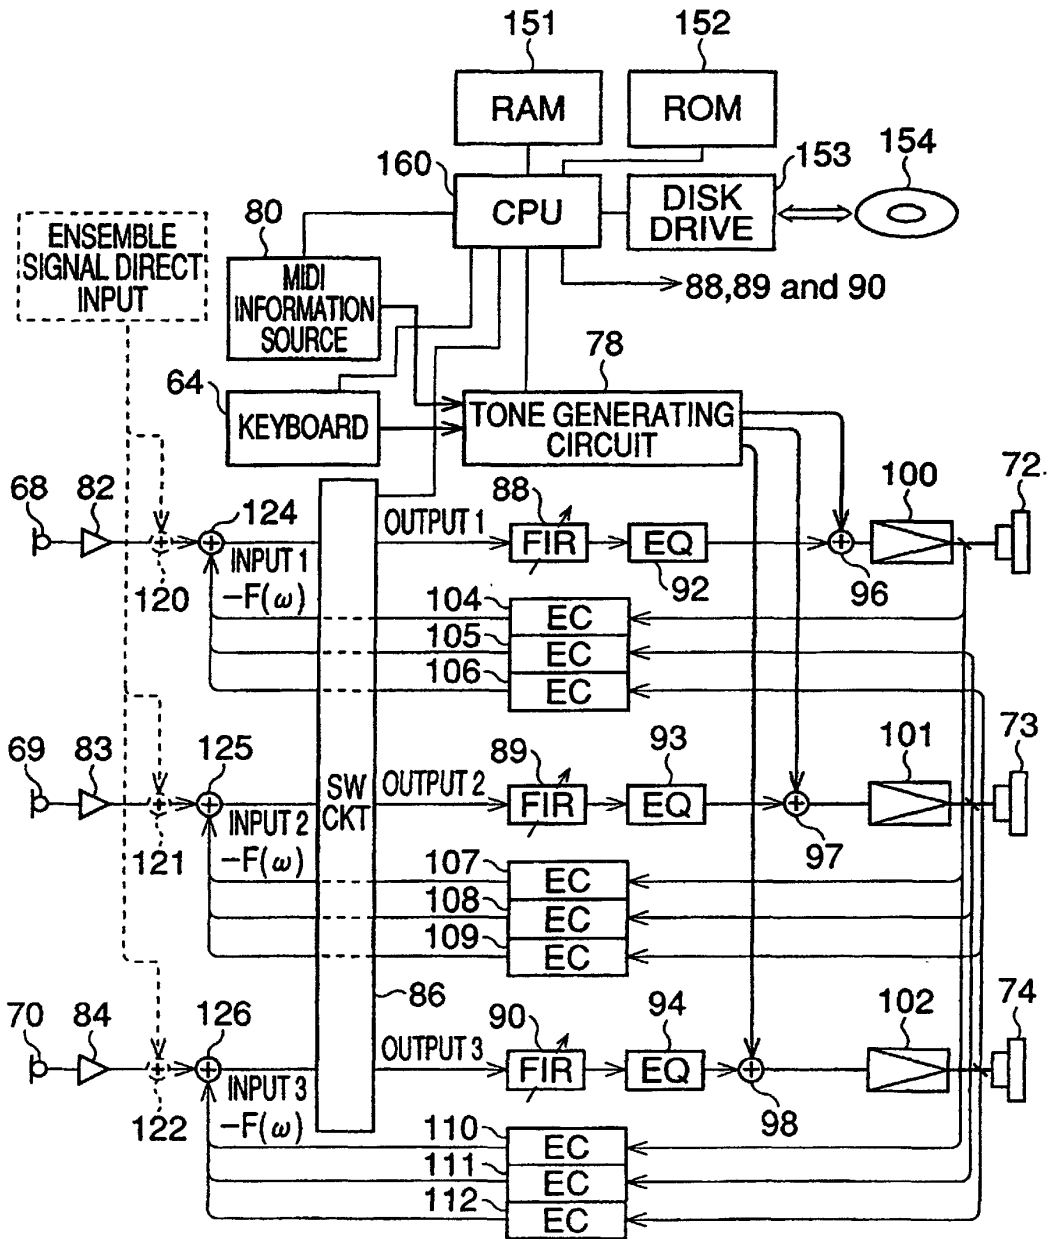 151
152
RAM
ROM
160
153
154
CPU
DISK
DRIVE
80
ENSEMBLE
SIGNAL DIRECT
INPUT
MIDI
INFORMATION
SOURCE
88,89 and 90
78
64
KEYBOARD
TONE GENERATING
CIRCUIT
68
82
124
88
100
72
OUTPUT 1
FIR
EQ
INPUT 1
120
92
96
-F(ω)
104
EC
105
EC
106
EC
69
83
125
89
93
101
73
SW
CKT
OUTPUT 2
FIR
EQ
INPUT 2
121
97
-F(ω)
107
EC
108
EC
109
EC
86
70
84
126
90
94
102
74
OUTPUT 3
FIR
EQ
INPUT 3
122
98
-F(ω)
110
EC
111
EC
112
EC